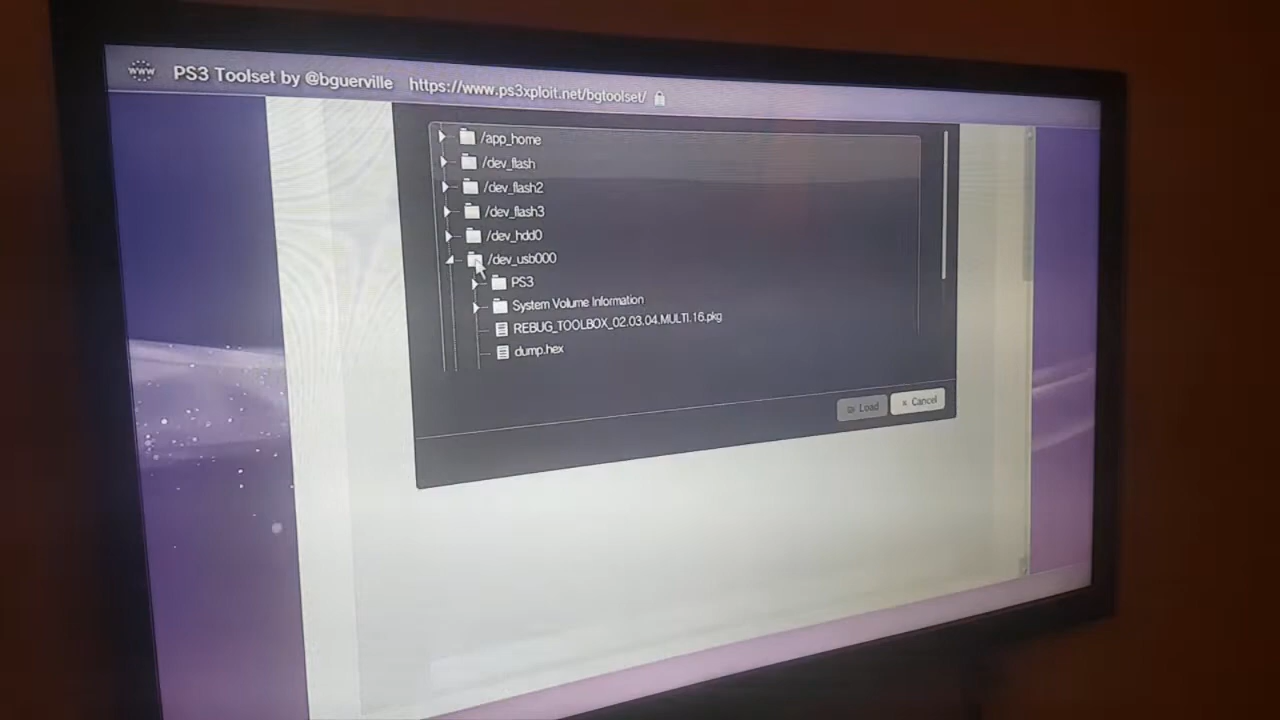 www PS3 Toolset by @bguerville https://www.ps3xploit.net/bgtoolset/
/app_home
/dev_flash
/dev_flash2
/dev_flash3
/dev_hdd0
/dev_usb000
PS3
System Volume Information
REBUG_TOOLBOX_02.03.04.MULTI.16.pkg
dump.hex
Load × Cancel